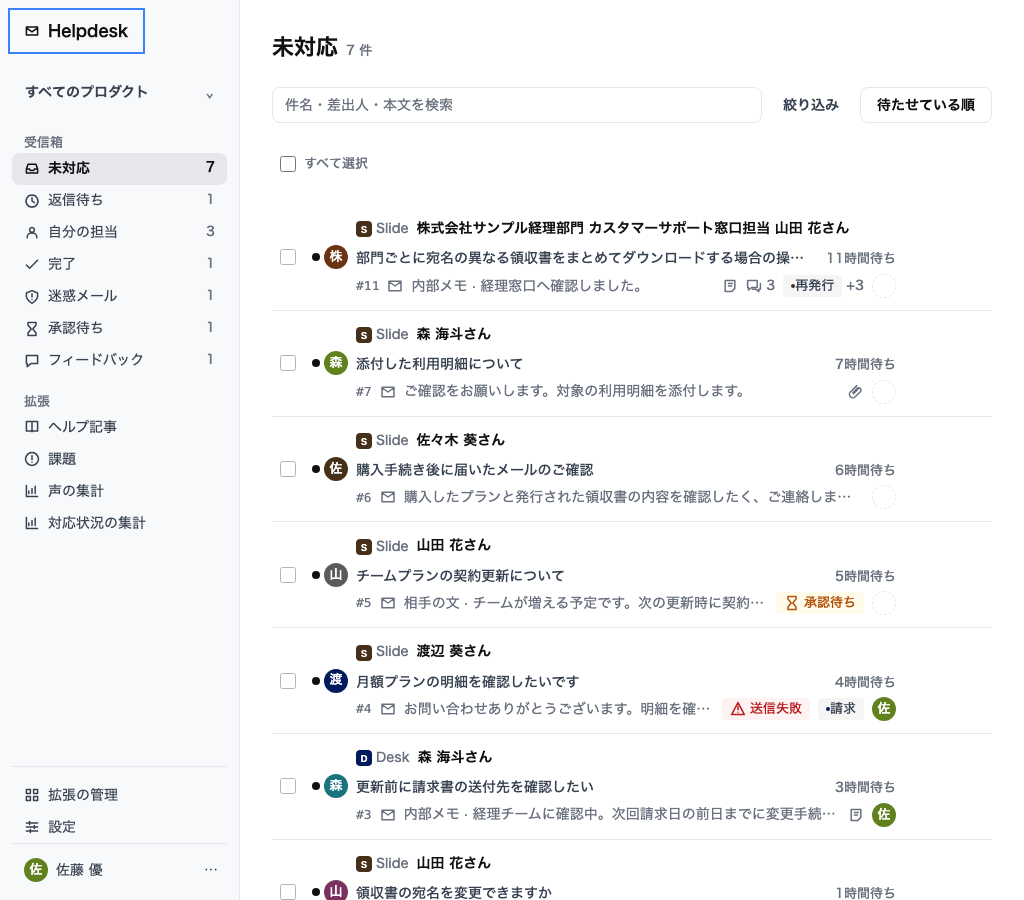 Helpdesk
すべてのプロダクト
受信箱
未対応 7
返信待ち 1
自分の担当 3
完了 1
迷惑メール 1
承認待ち 1
フィードバック 1
拡張
ヘルプ記事
課題
声の集計
対応状況の集計
拡張の管理
設定
佐 佐藤 優 …
未対応 7 件
件名・差出人・本文を検索 絞り込み 待たせている順
すべて選択
S Slide 株式会社サンプル経理部門 カスタマーサポート窓口担当 山田 花さん
株 部門ごとに宛名の異なる領収書をまとめてダウンロードする場合の操… 11時間待ち
#11 内部メモ · 経理窓口へ確認しました。 3 •再発行 +3
S Slide 森 海斗さん
森 添付した利用明細について 7時間待ち
#7 ご確認をお願いします。対象の利用明細を添付します。
S Slide 佐々木 葵さん
佐 購入手続き後に届いたメールのご確認 6時間待ち
#6 購入したプランと発行された領収書の内容を確認したく、ご連絡しま…
S Slide 山田 花さん
山 チームプランの契約更新について 5時間待ち
#5 相手の文 · チームが増える予定です。次の更新時に契約… 承認待ち
S Slide 渡辺 葵さん
渡 月額プランの明細を確認したいです 4時間待ち
#4 お問い合わせありがとうございます。明細を確… 送信失敗 •請求 佐
D Desk 森 海斗さん
森 更新前に請求書の送付先を確認したい 3時間待ち
#3 内部メモ · 経理チームに確認中。次回請求日の前日までに変更手続… 佐
S Slide 山田 花さん
山 領収書の宛名を変更できますか 1時間待ち